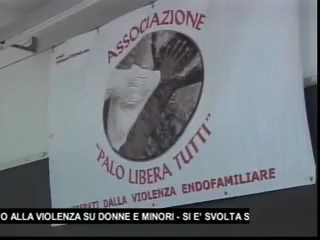 ASSOCIAZIONE
"PALO LIBERA TUTTI"
DALLA VIOLENZA ENDOFAMILIARE
O ALLA VIOLENZA SU DONNE E MINORI - SI E' SVOLTA S